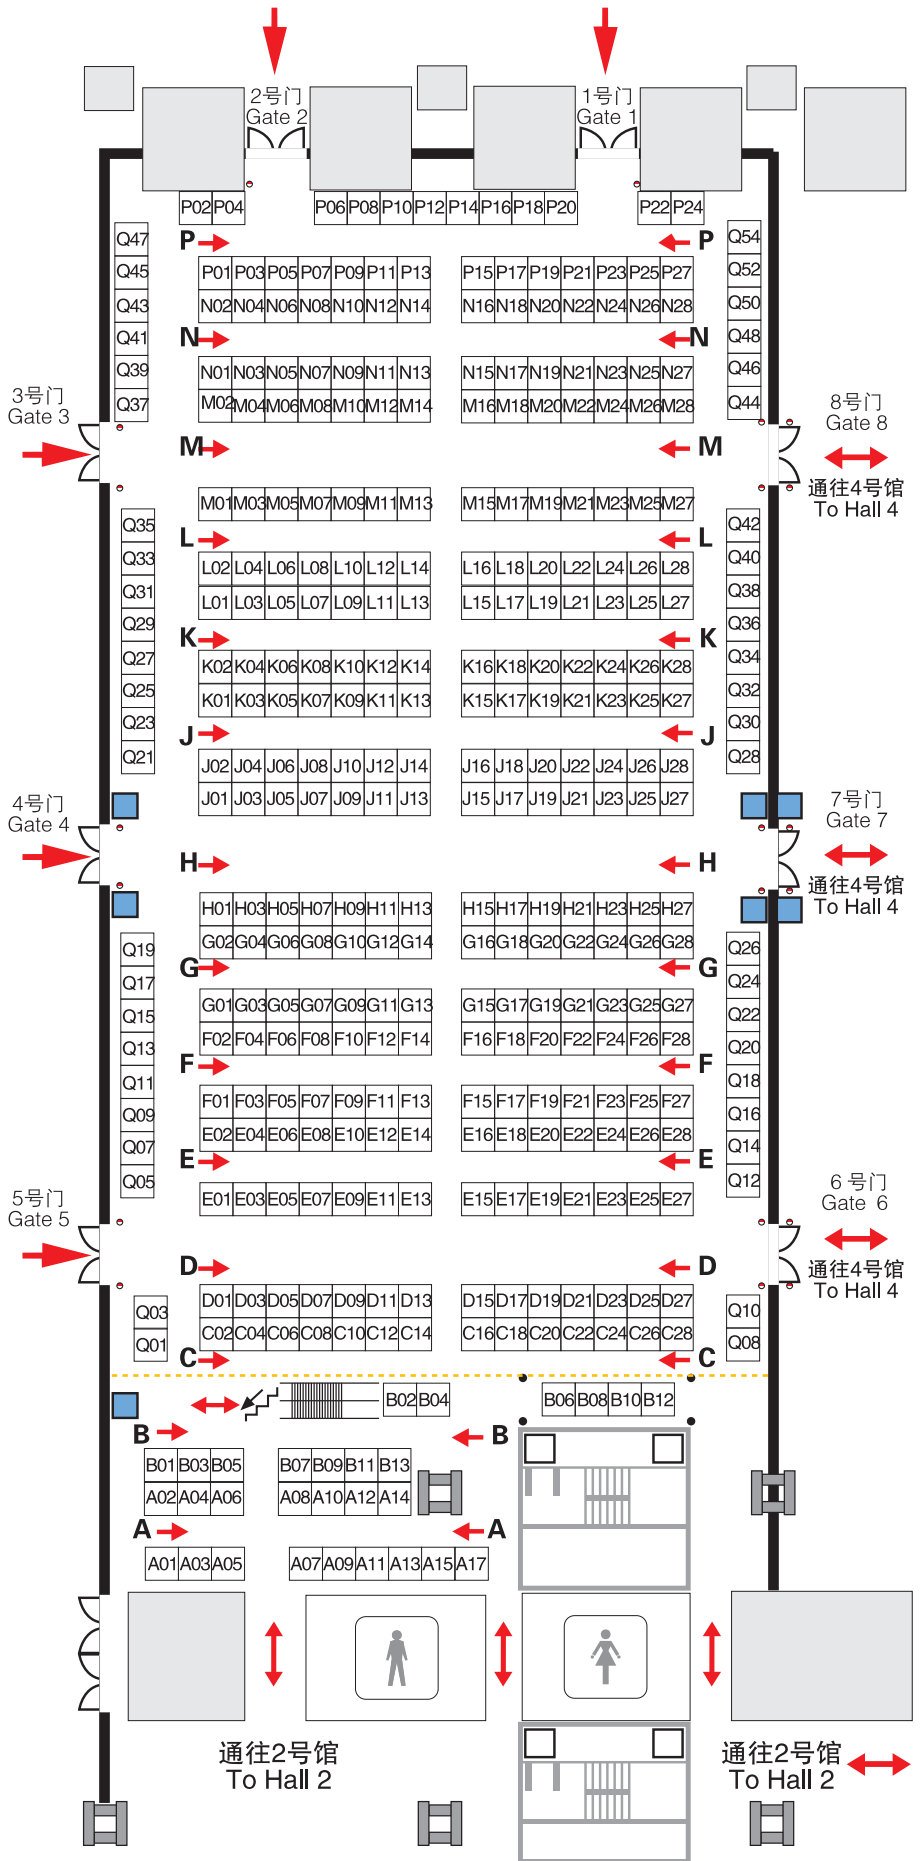 2号门
Gate 2
1号门
Gate 1
P02 P04
P06 P08 P10 P12 P14 P16 P18 P20
P22 P24
P
P
Q47
Q45
Q43
Q41
Q39
Q37
P01 P03 P05 P07 P09 P11 P13
N02 N04 N06 N08 N10 N12 N14
P15 P17 P19 P21 P23 P25 P27
N16 N18 N20 N22 N24 N26 N28
Q54
Q52
Q50
Q48
Q46
Q44
N
N
N01 N03 N05 N07 N09 N11 N13
M02 M04 M06 M08 M10 M12 M14
N15 N17 N19 N21 N23 N25 N27
M16 M18 M20 M22 M24 M26 M28
3号门
Gate 3
8号门
Gate 8
通往4号馆
To Hall 4
M
M
M01 M03 M05 M07 M09 M11 M13
M15 M17 M19 M21 M23 M25 M27
Q35
Q33
Q31
Q29
Q27
Q25
Q23
Q21
L
L
L02 L04 L06 L08 L10 L12 L14
L01 L03 L05 L07 L09 L11 L13
L16 L18 L20 L22 L24 L26 L28
L15 L17 L19 L21 L23 L25 L27
Q42
Q40
Q38
Q36
Q34
Q32
Q30
Q28
K
K
K02 K04 K06 K08 K10 K12 K14
K01 K03 K05 K07 K09 K11 K13
K16 K18 K20 K22 K24 K26 K28
K15 K17 K19 K21 K23 K25 K27
J
J
J02 J04 J06 J08 J10 J12 J14
J01 J03 J05 J07 J09 J11 J13
J16 J18 J20 J22 J24 J26 J28
J15 J17 J19 J21 J23 J25 J27
4号门
Gate 4
7号门
Gate 7
通往4号馆
To Hall 4
H
H
H01 H03 H05 H07 H09 H11 H13
G02 G04 G06 G08 G10 G12 G14
H15 H17 H19 H21 H23 H25 H27
G16 G18 G20 G22 G24 G26 G28
Q19
Q17
Q15
Q13
Q11
Q09
Q07
Q05
G
G
G01 G03 G05 G07 G09 G11 G13
F02 F04 F06 F08 F10 F12 F14
G15 G17 G19 G21 G23 G25 G27
F16 F18 F20 F22 F24 F26 F28
Q26
Q24
Q22
Q20
Q18
Q16
Q14
Q12
F
F
F01 F03 F05 F07 F09 F11 F13
E02 E04 E06 E08 E10 E12 E14
F15 F17 F19 F21 F23 F25 F27
E16 E18 E20 E22 E24 E26 E28
E
E
E01 E03 E05 E07 E09 E11 E13
E15 E17 E19 E21 E23 E25 E27
5号门
Gate 5
6 号门
Gate 6
通往4号馆
To Hall 4
D
D
Q03
Q01
D01 D03 D05 D07 D09 D11 D13
C02 C04 C06 C08 C10 C12 C14
D15 D17 D19 D21 D23 D25 D27
C16 C18 C20 C22 C24 C26 C28
Q10
Q08
C
C
B02 B04
B06 B08 B10 B12
B
B
B01 B03 B05
A02 A04 A06
B07 B09 B11 B13
A08 A10 A12 A14
A
A
A01 A03 A05
A07 A09 A11 A13 A15 A17
通往2号馆
To Hall 2
通往2号馆
To Hall 2